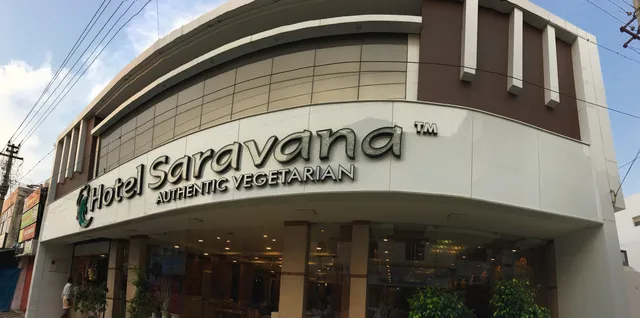 Hotel Saravana TM
AUTHENTIC VEGETARIAN